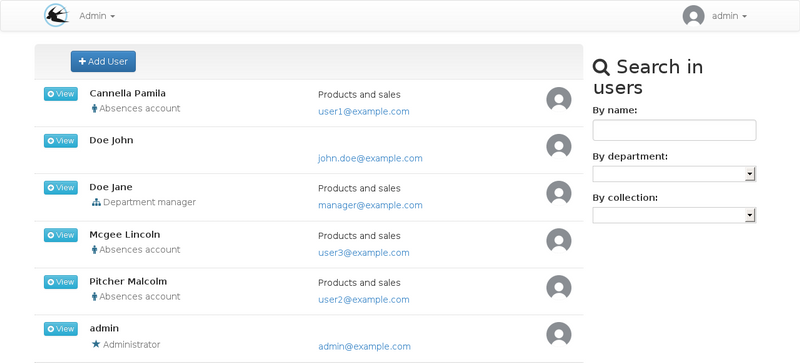 Admin
admin
Add User
Search in
users
View
Cannella Pamila
Products and sales
Absences account
user1@example.com
By name:
View
Doe John
john.doe@example.com
By department:
View
Doe Jane
Products and sales
Department manager
manager@example.com
By collection:
View
Mcgee Lincoln
Products and sales
Absences account
user3@example.com
View
Pitcher Malcolm
Products and sales
Absences account
user2@example.com
View
admin
Administrator
admin@example.com